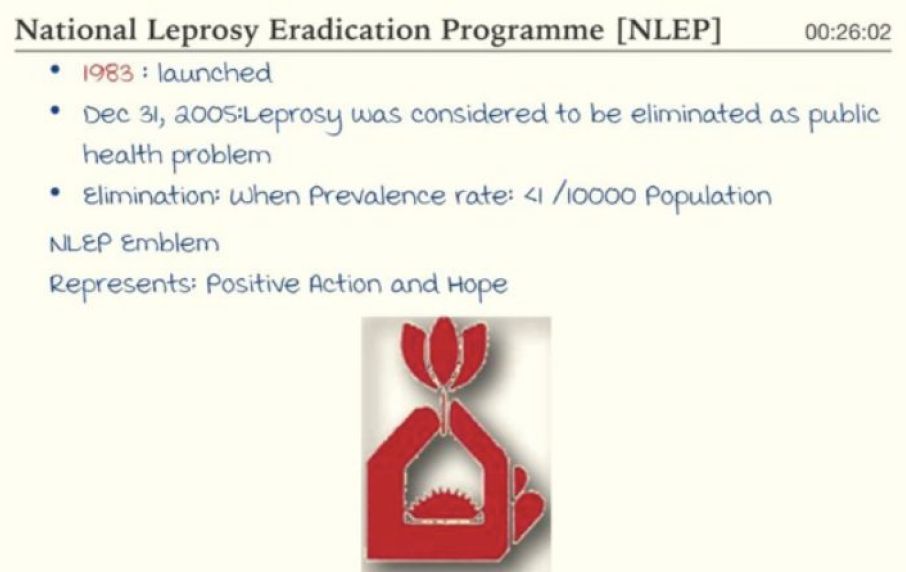 National Leprosy Eradication Programme [NLEP] 00:26:02
• 1983 : launched
• Dec 31, 2005:Leprosy was considered to be eliminated as public
health problem
• Elimination: When Prevalence rate: <1 /10000 Population
NLEP Emblem
Represents: Positive Action and Hope